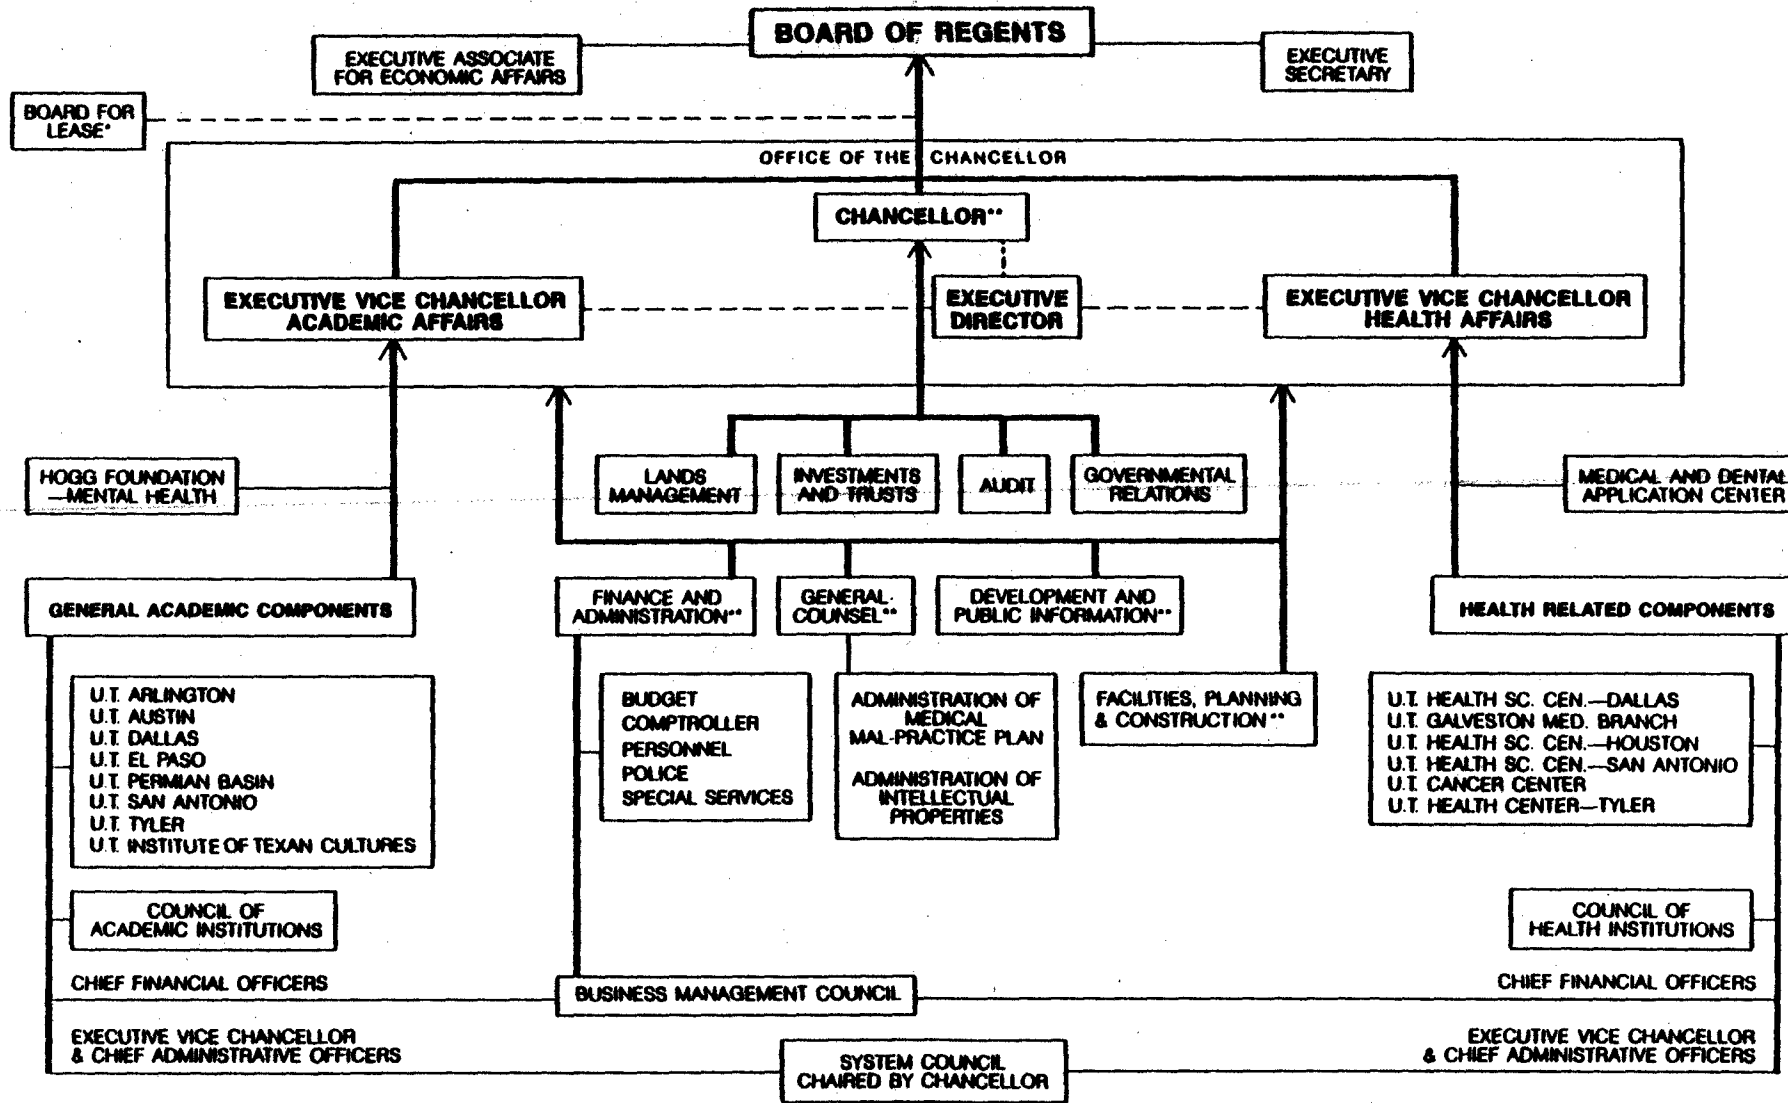 BOARD OF REGENTS
EXECUTIVE ASSOCIATE
FOR ECONOMIC AFFAIRS
EXECUTIVE
SECRETARY
BOARD FOR
LEASE*
OFFICE OF THE CHANCELLOR
CHANCELLOR**
EXECUTIVE VICE CHANCELLOR
ACADEMIC AFFAIRS
EXECUTIVE
DIRECTOR
EXECUTIVE VICE CHANCELLOR
HEALTH AFFAIRS
HOGG FOUNDATION
—MENTAL HEALTH
LANDS
MANAGEMENT
INVESTMENTS
AND TRUSTS
AUDIT
GOVERNMENTAL
RELATIONS
MEDICAL AND DENTAL
APPLICATION CENTER
GENERAL ACADEMIC COMPONENTS
FINANCE AND
ADMINISTRATION**
GENERAL
COUNSEL**
DEVELOPMENT AND
PUBLIC INFORMATION**
HEALTH RELATED COMPONENTS
U.T. ARLINGTON
U.T. AUSTIN
U.T. DALLAS
U.T. EL PASO
U.T. PERMIAN BASIN
U.T. SAN ANTONIO
U.T. TYLER
U.T. INSTITUTE OF TEXAN CULTURES
BUDGET
COMPTROLLER
PERSONNEL
POLICE
SPECIAL SERVICES
ADMINISTRATION OF
MEDICAL
MAL-PRACTICE PLAN
ADMINISTRATION OF
INTELLECTUAL
PROPERTIES
FACILITIES, PLANNING
& CONSTRUCTION**
U.T. HEALTH SC. CEN.—DALLAS
U.T. GALVESTON MED. BRANCH
U.T. HEALTH SC. CEN.—HOUSTON
U.T. HEALTH SC. CEN.—SAN ANTONIO
U.T. CANCER CENTER
U.T. HEALTH CENTER—TYLER
COUNCIL OF
ACADEMIC INSTITUTIONS
COUNCIL OF
HEALTH INSTITUTIONS
CHIEF FINANCIAL OFFICERS
BUSINESS MANAGEMENT COUNCIL
CHIEF FINANCIAL OFFICERS
EXECUTIVE VICE CHANCELLOR
& CHIEF ADMINISTRATIVE OFFICERS
SYSTEM COUNCIL
CHAIRED BY CHANCELLOR
EXECUTIVE VICE CHANCELLOR
& CHIEF ADMINISTRATIVE OFFICERS